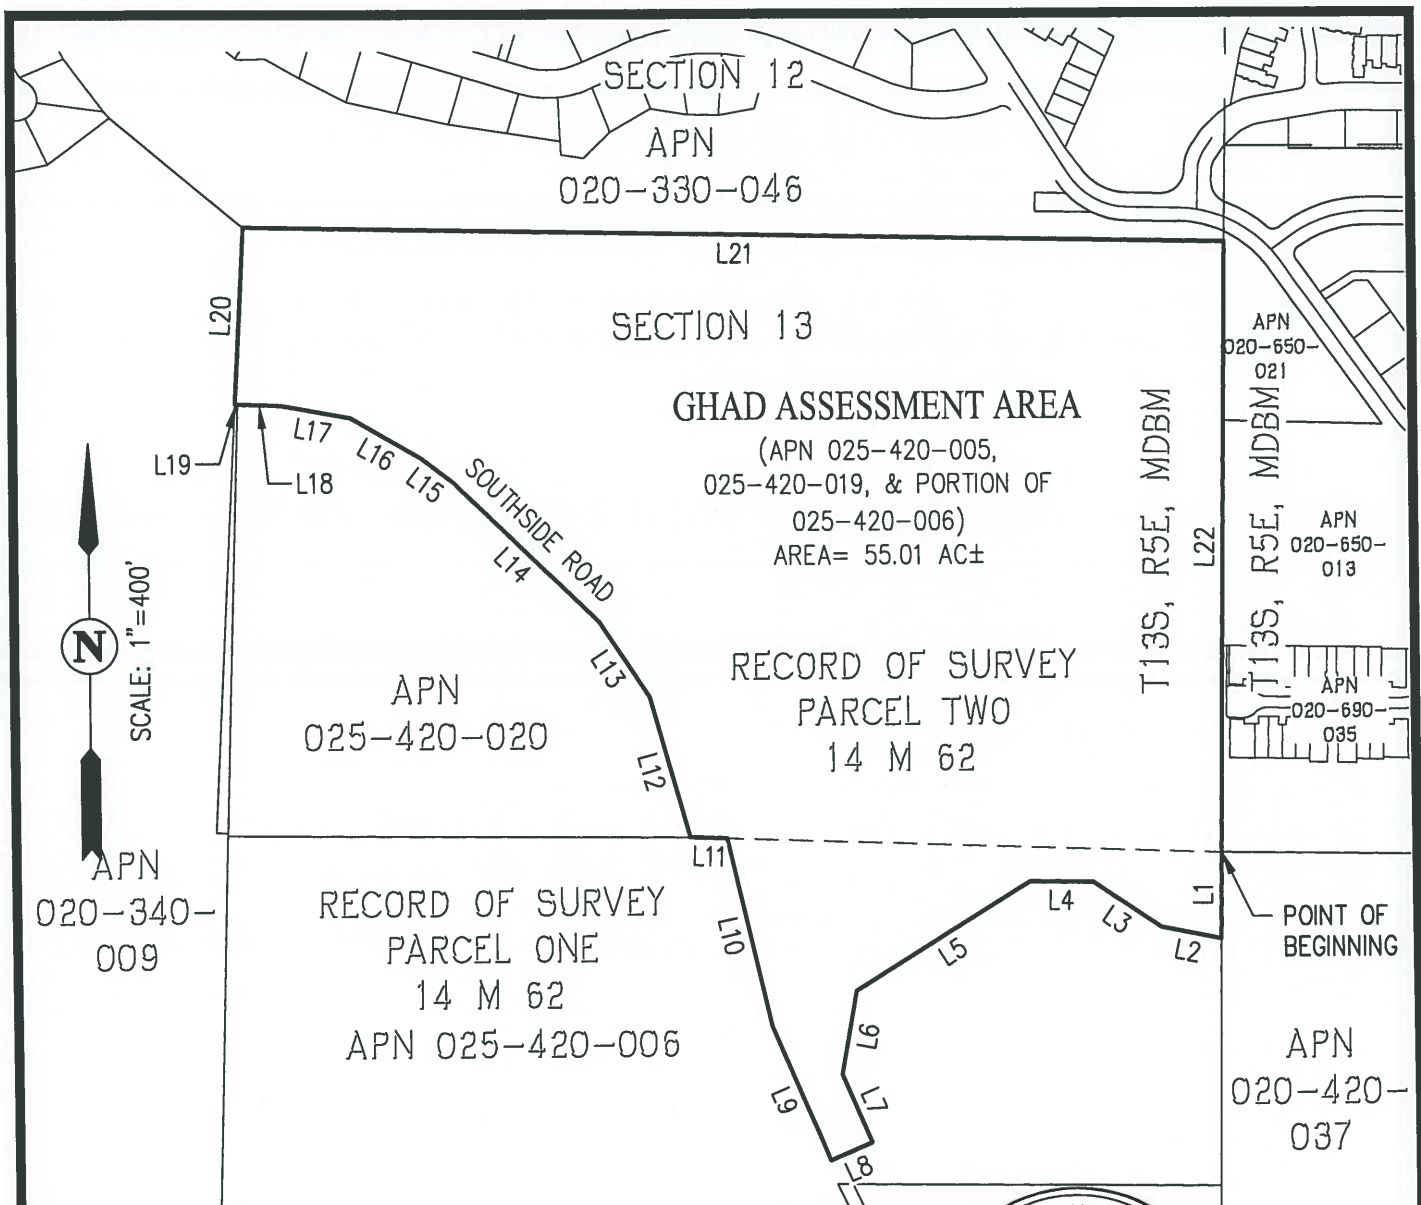 SECTION 12
APN
020-330-046
L21
L20
SECTION 13
APN
020-650-
021
GHAD ASSESSMENT AREA
(APN 025-420-005,
025-420-019, & PORTION OF
025-420-006)
AREA= 55.01 AC±
T13S, R5E, MDBM
T13S, R5E, MDBM
L22
L19
L18
L17
L16
L15
SOUTHSIDE ROAD
L14
L13
L12
APN
020-650-
013
N
SCALE: 1"=400'
APN
025-420-020
RECORD OF SURVEY
PARCEL TWO
14 M 62
APN
020-690-
035
APN
020-340-
009
RECORD OF SURVEY
PARCEL ONE
14 M 62
APN 025-420-006
L11
L10
L9
L8
L7
L6
L5
L4
L3
L2
L1
POINT OF
BEGINNING
APN
020-420-
037